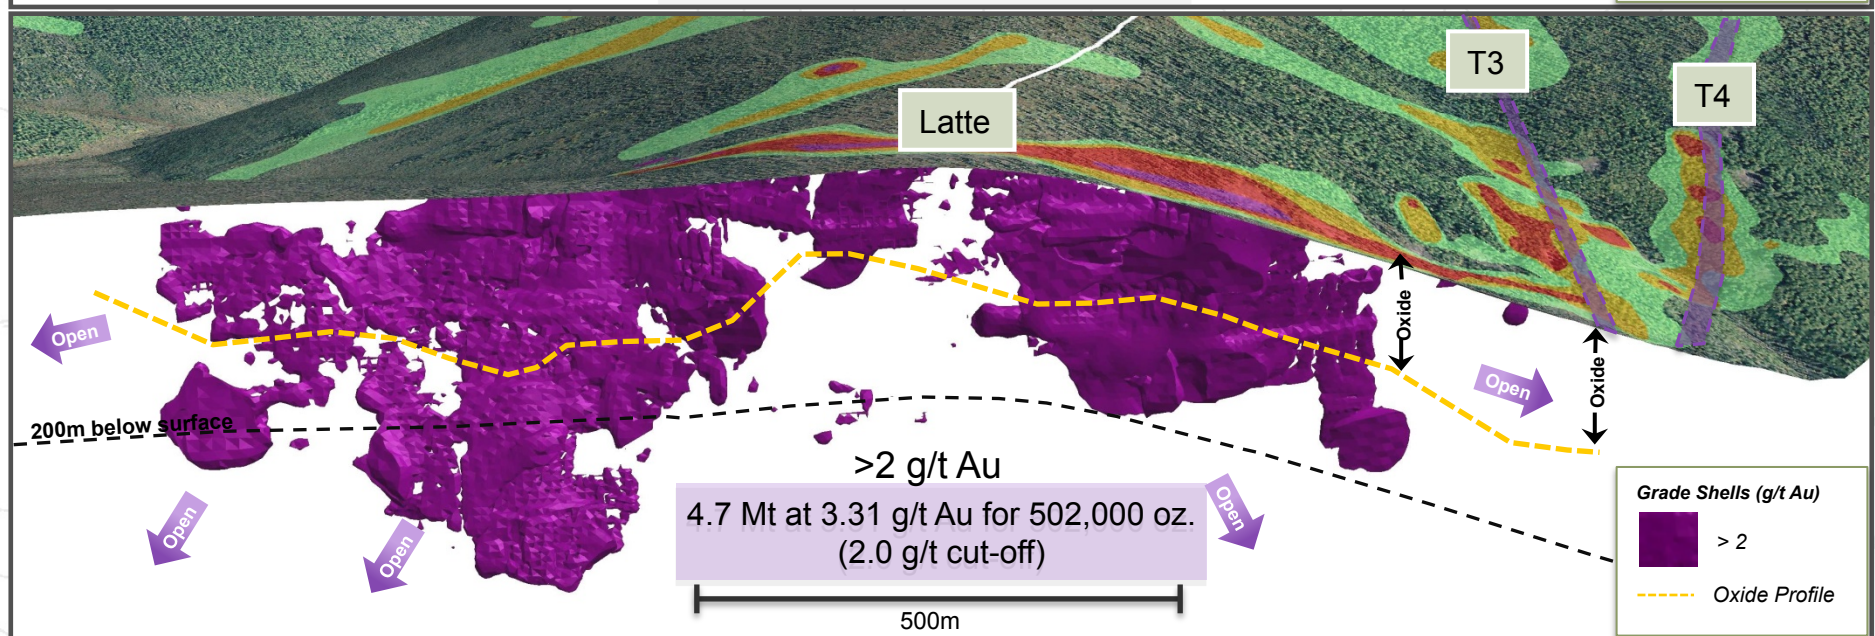 T3
T4
Latte
Open
Oxide
Oxide
Open
200m below surface
>2 g/t Au
4.7 Mt at 3.31 g/t Au for 502,000 oz.
(2.0 g/t cut-off)
Open
Open
Open
500m
Grade Shells (g/t Au)
> 2
Oxide Profile